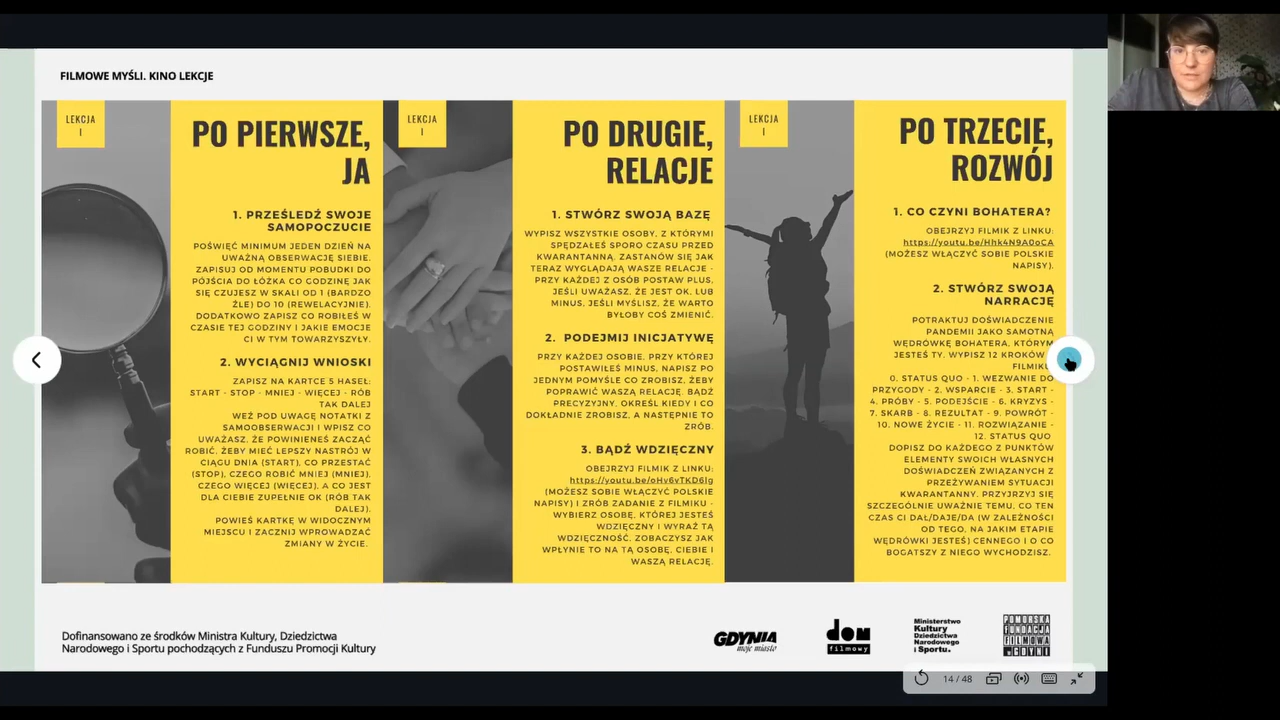 FILMOWE MYŚLI. KINO LEKCJE
LEKCJA
I
PO PIERWSZE,
JA
1. PRZEŚLEDŹ SWOJE
SAMOPOCZUCIE
POŚWIĘĆ MINIMUM JEDEN DZIEŃ NA
UWAŻNĄ OBSERWACJĘ SIEBIE.
ZAPISUJ OD MOMENTU POBUDKI DO
PÓJŚCIA DO ŁÓŻKA CO GODZINĘ JAK
SIĘ CZUJESZ W SKALI OD 1 (BARDZO
ŹLE) DO 10 (REWELACYJNIE).
DODATKOWO ZAPISZ CO ROBIŁEŚ W
CZASIE TEJ GODZINY I JAKIE EMOCJE
CI W TYM TOWARZYSZYŁY.
2. WYCIĄGNIJ WNIOSKI
ZAPISZ NA KARTCE 5 HASEŁ:
START - STOP - MNIEJ - WIĘCEJ - RÓB
TAK DALEJ
WEŹ POD UWAGĘ NOTATKI Z
SAMOOBSERWACJI I WPISZ CO
UWAŻASZ, ŻE POWINIENEŚ ZACZĄĆ
ROBIĆ, ŻEBY MIEĆ LEPSZY NASTRÓJ W
CIĄGU DNIA (START), CO PRZESTAĆ
(STOP), CZEGO ROBIĆ MNIEJ (MNIEJ),
CZEGO WIĘCEJ (WIĘCEJ), A CO JEST
DLA CIEBIE ZUPEŁNIE OK (RÓB TAK
DALEJ).
POWIEŚ KARTKĘ W WIDOCZNYM
MIEJSCU I ZACZNIJ WPROWADZAĆ
ZMIANY W ŻYCIE.
LEKCJA
I
PO DRUGIE,
RELACJE
1. STWÓRZ SWOJĄ BAZĘ
WYPISZ WSZYSTKIE OSOBY, Z KTÓRYMI
SPĘDZAŁEŚ SPORO CZASU PRZED
KWARANTANNĄ. ZASTANÓW SIĘ JAK
TERAZ WYGLĄDAJĄ WASZE RELACJE -
PRZY KAŻDEJ Z OSÓB POSTAW PLUS,
JEŚLI UWAŻASZ, ŻE JEST OK, LUB
MINUS, JEŚLI MYŚLISZ, ŻE WARTO
BYŁOBY COŚ ZMIENIĆ.
2. PODEJMIJ INICJATYWĘ
PRZY KAŻDEJ OSOBIE, PRZY KTÓREJ
POSTAWIŁEŚ MINUS, NAPISZ PO
JEDNYM POMYŚLE CO ZROBISZ, ŻEBY
POPRAWIĆ WASZĄ RELACJĘ. BĄDŹ
PRECYZYJNY. OKREŚL KIEDY I CO
DOKŁADNIE ZROBISZ, A NASTĘPNIE TO
ZRÓB.
3. BĄDŹ WDZIĘCZNY
OBEJRZYJ FILMIK Z LINKU:
https://youtu.be/oHv6vTKD6lg
(MOŻESZ SOBIE WŁĄCZYĆ POLSKIE
NAPISY) I ZRÓB ZADANIE Z FILMIKU -
WYBIERZ OSOBĘ, KTÓREJ JESTEŚ
WDZIĘCZNY I WYRAŹ TĄ
WDZIĘCZNOŚĆ. ZOBACZYSZ JAK
WPŁYNIE TO NA TĄ OSOBĘ, CIEBIE I
WASZĄ RELACJĘ.
LEKCJA
I
PO TRZECIE,
ROZWÓJ
1. CO CZYNI BOHATERA?
OBEJRZYJ FILMIK Z LINKU:
https://youtu.be/Hhk4N9A0oCA
(MOŻESZ WŁĄCZYĆ SOBIE POLSKIE
NAPISY).
2. STWÓRZ SWOJĄ
NARRACJĘ
POTRAKTUJ DOŚWIADCZENIE
PANDEMII JAKO SAMOTNĄ
WĘDRÓWKĘ BOHATERA, KTÓRYM
JESTEŚ TY. WYPISZ 12 KROKÓW
FILMIKU
0. STATUS QUO - 1. WEZWANIE DO
PRZYGODY - 2. WSPARCIE - 3. START -
4. PRÓBY - 5. PODEJŚCIE - 6. KRYZYS -
7. SKARB - 8. REZULTAT - 9. POWRÓT -
10. NOWE ŻYCIE - 11. ROZWIĄZANIE -
12. STATUS QUO
DOPISZ DO KAŻDEGO Z PUNKTÓW
ELEMENTY SWOICH WŁASNYCH
DOŚWIADCZEŃ ZWIĄZANYCH Z
PRZEŻYWANIEM SYTUACJI
KWARANTANNY. PRZYJRZYJ SIĘ
SZCZEGÓLNIE UWAŻNIE TEMU, CO TEN
CZAS CI DAŁ/DAJE/DA (W ZALEŻNOŚCI
OD TEGO, NA JAKIM ETAPIE
WĘDRÓWKI JESTEŚ) CENNEGO I O CO
BOGATSZY Z NIEGO WYCHODZISZ.
Dofinansowano ze środków Ministra Kultury, Dziedzictwa
Narodowego i Sportu pochodzących z Funduszu Promocji Kultury
GDYNIA
moje miasto
dom
filmowy
Ministerstwo
Kultury
Dziedzictwa
Narodowego
i Sportu.
POMORSKA
FUNDACJA
FILMOWA
W GDYNI
14 / 48